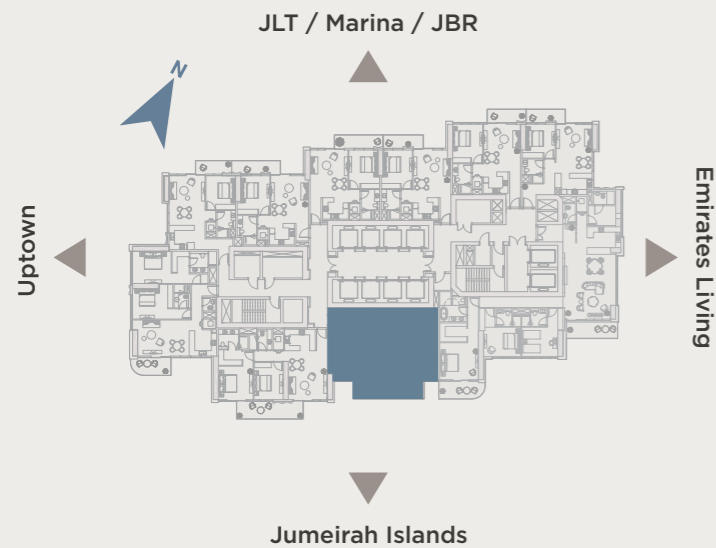 JLT / Marina / JBR
N
Uptown
Emirates Living
Jumeirah Islands